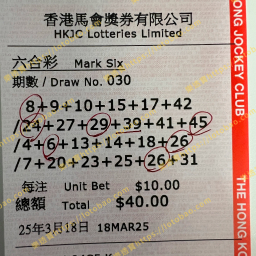 香港馬會獎券有限公司
HKJC Lotteries Limited
六合彩 Mark Six
期數 / Draw No. 030
8+9+10+15+17+42
/24+27+29+39+41+45
/4+6+13+14+18+26
/7+20+23+25+26+31
每注 Unit Bet $10.00
總額 Total $40.00
25年3月18日 18MAR25
ONG JOCKEY CLUB
THE HONG KO